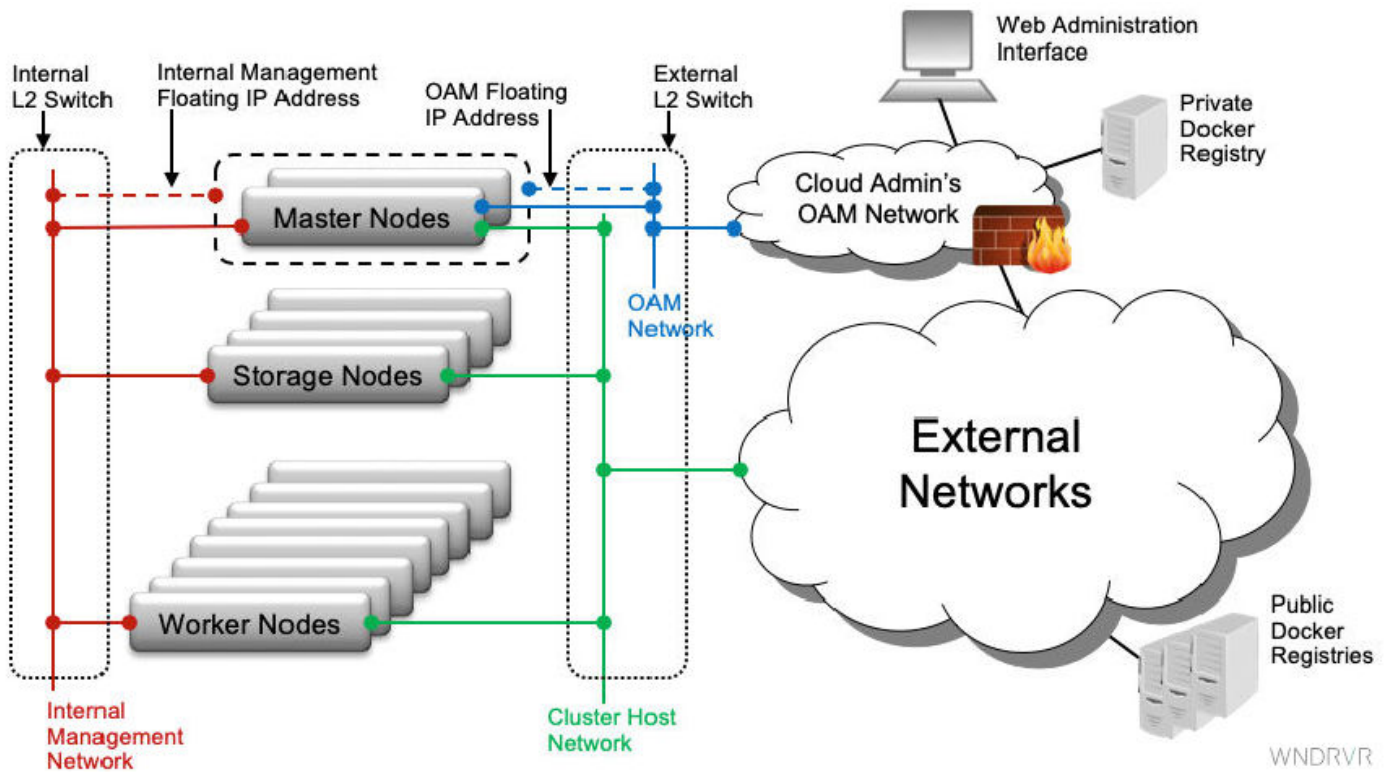 Web Administration
Interface
Internal
L2 Switch
Internal Management
Floating IP Address
OAM Floating
IP Address
External
L2 Switch
Private
Docker
Registry
Cloud Admin's
OAM Network
Master Nodes
OAM
Network
Storage Nodes
External
Networks
Worker Nodes
Public
Docker
Registries
Internal
Management
Network
Cluster Host
Network
WNDRVR